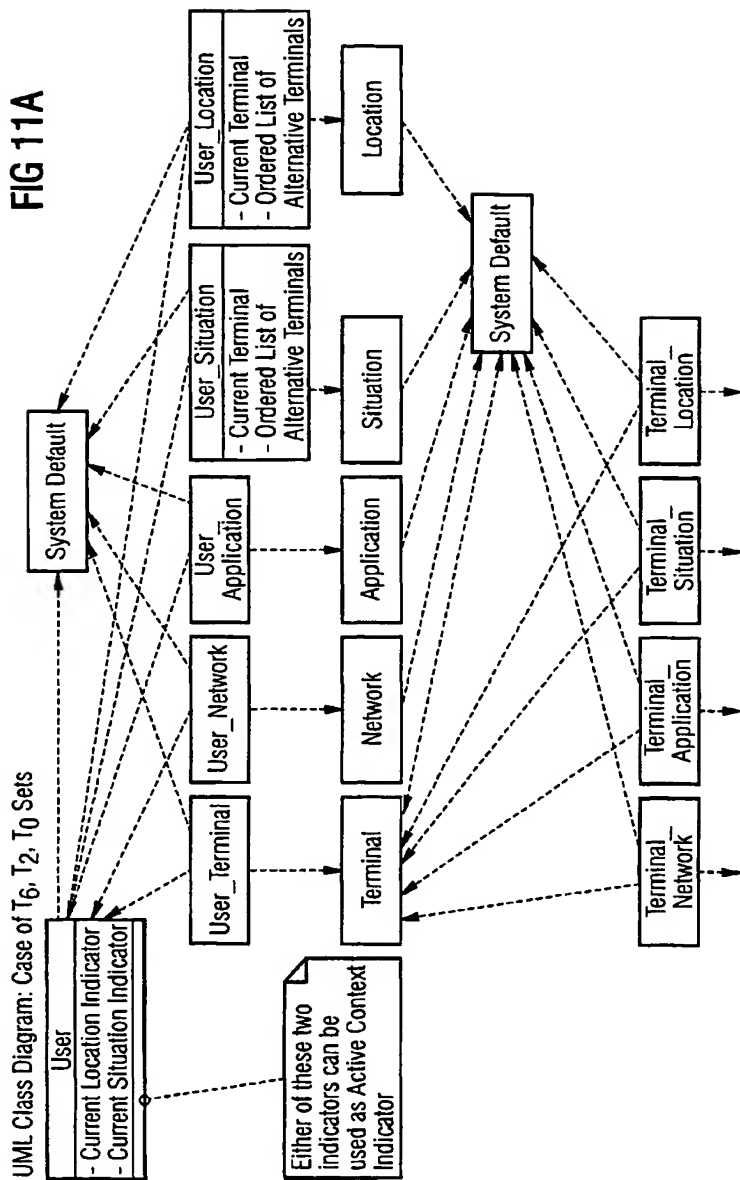 FIG 11A
UML Class Diagram: Case of T6, T2, T0 Sets
User
- Current Location Indicator
- Current Situation Indicator
System Default
User_Terminal
User_Network
User_
Application
User_Situation
- Current Terminal
- Ordered List of
Alternative Terminals
User_Location
- Current Terminal
- Ordered List of
Alternative Terminals
Either of these two
indicators can be
used as Active Context
Indicator
Terminal
Network
Application
Situation
Location
System Default
Terminal_
Network
Terminal_
Application
Terminal_
Situation
Terminal_
Location